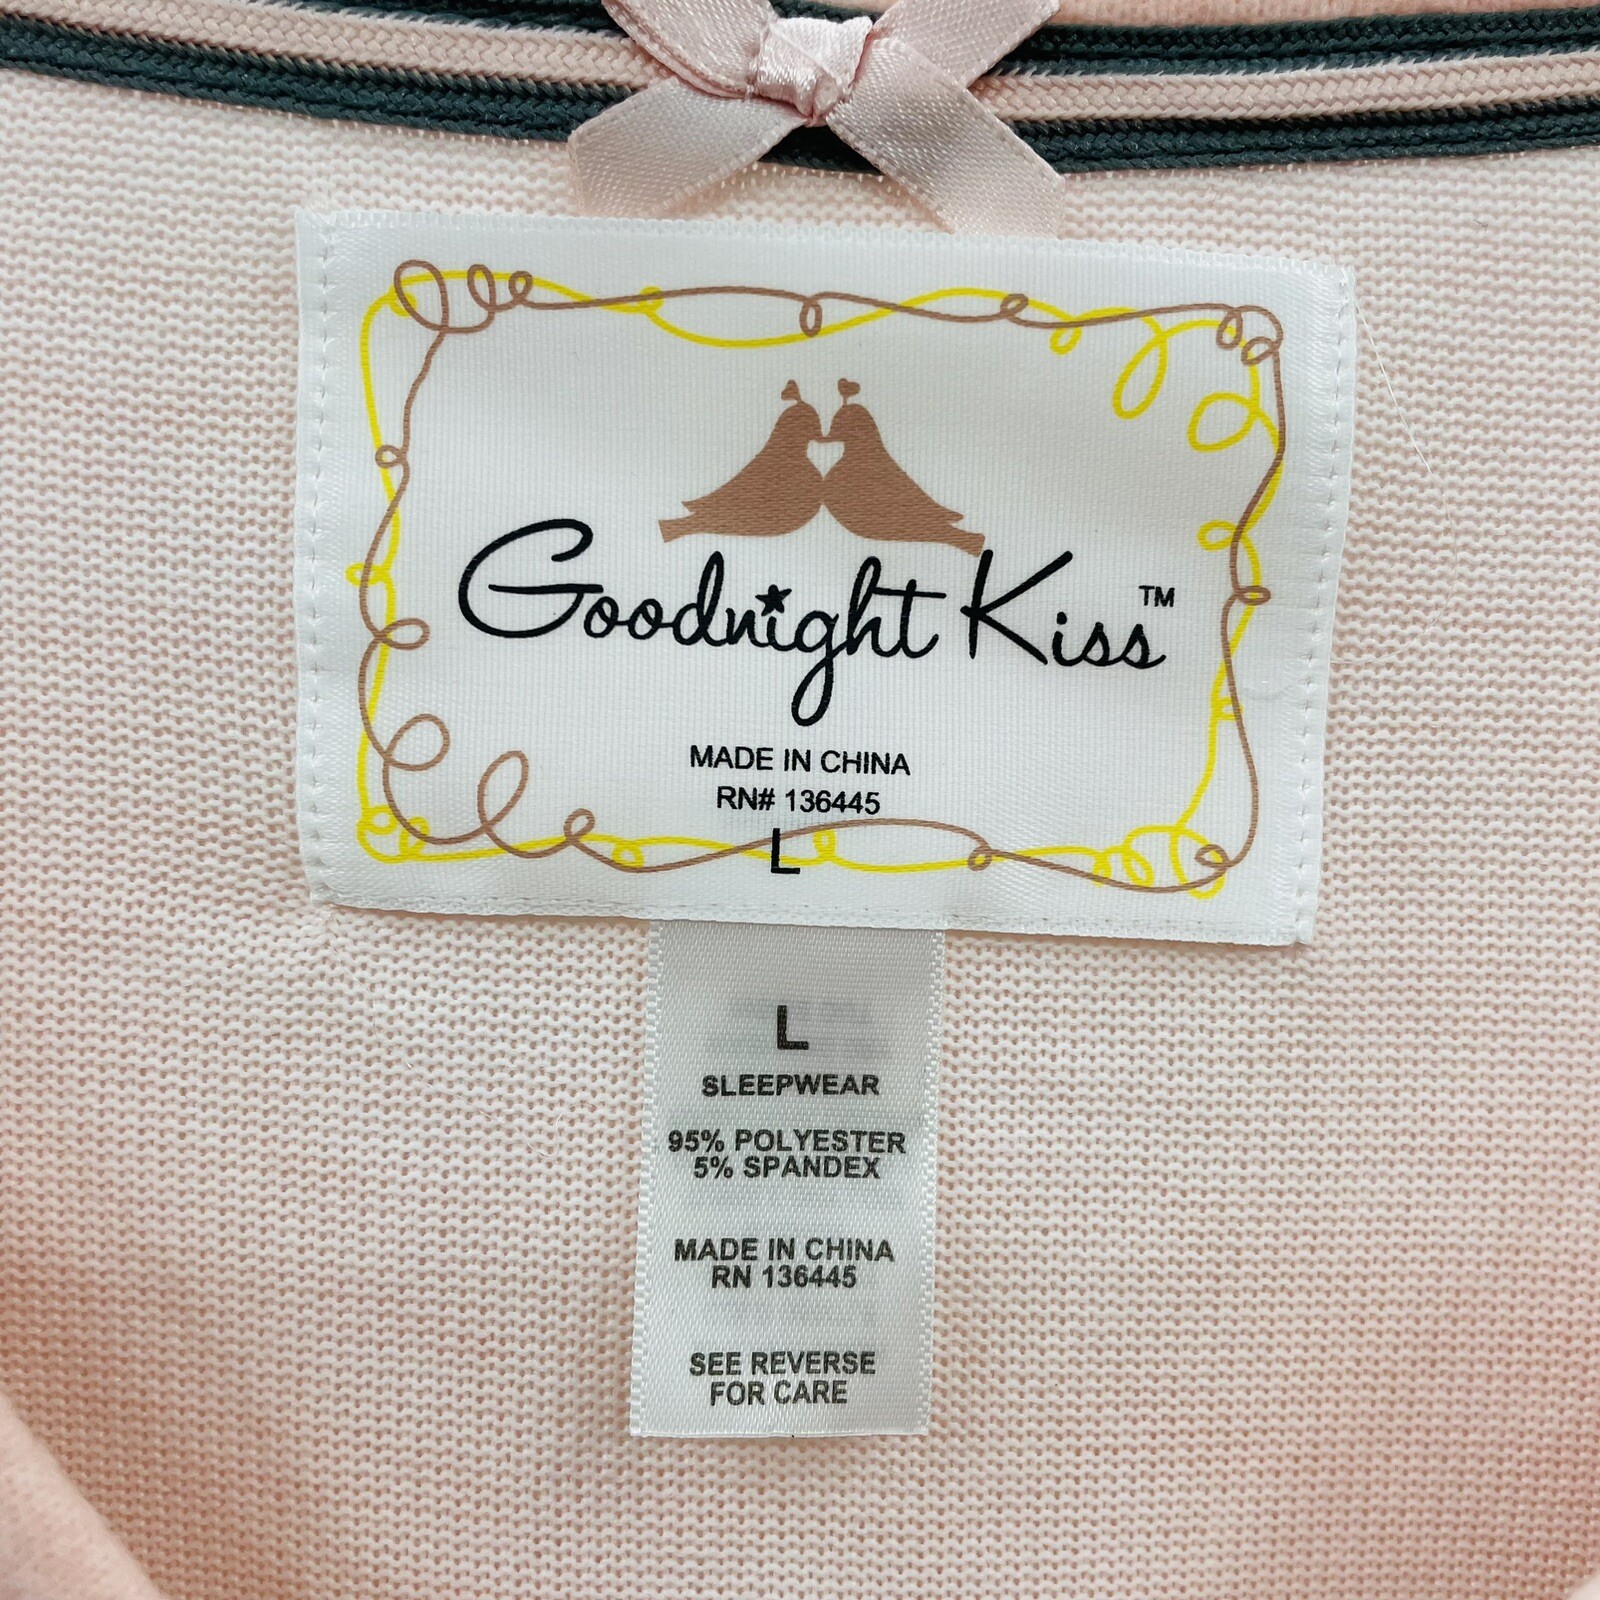 Goodnight Kiss™
MADE IN CHINA
RN# 136445
L
L
SLEEPWEAR
95% POLYESTER
5% SPANDEX
MADE IN CHINA
RN 136445
SEE REVERSE
FOR CARE